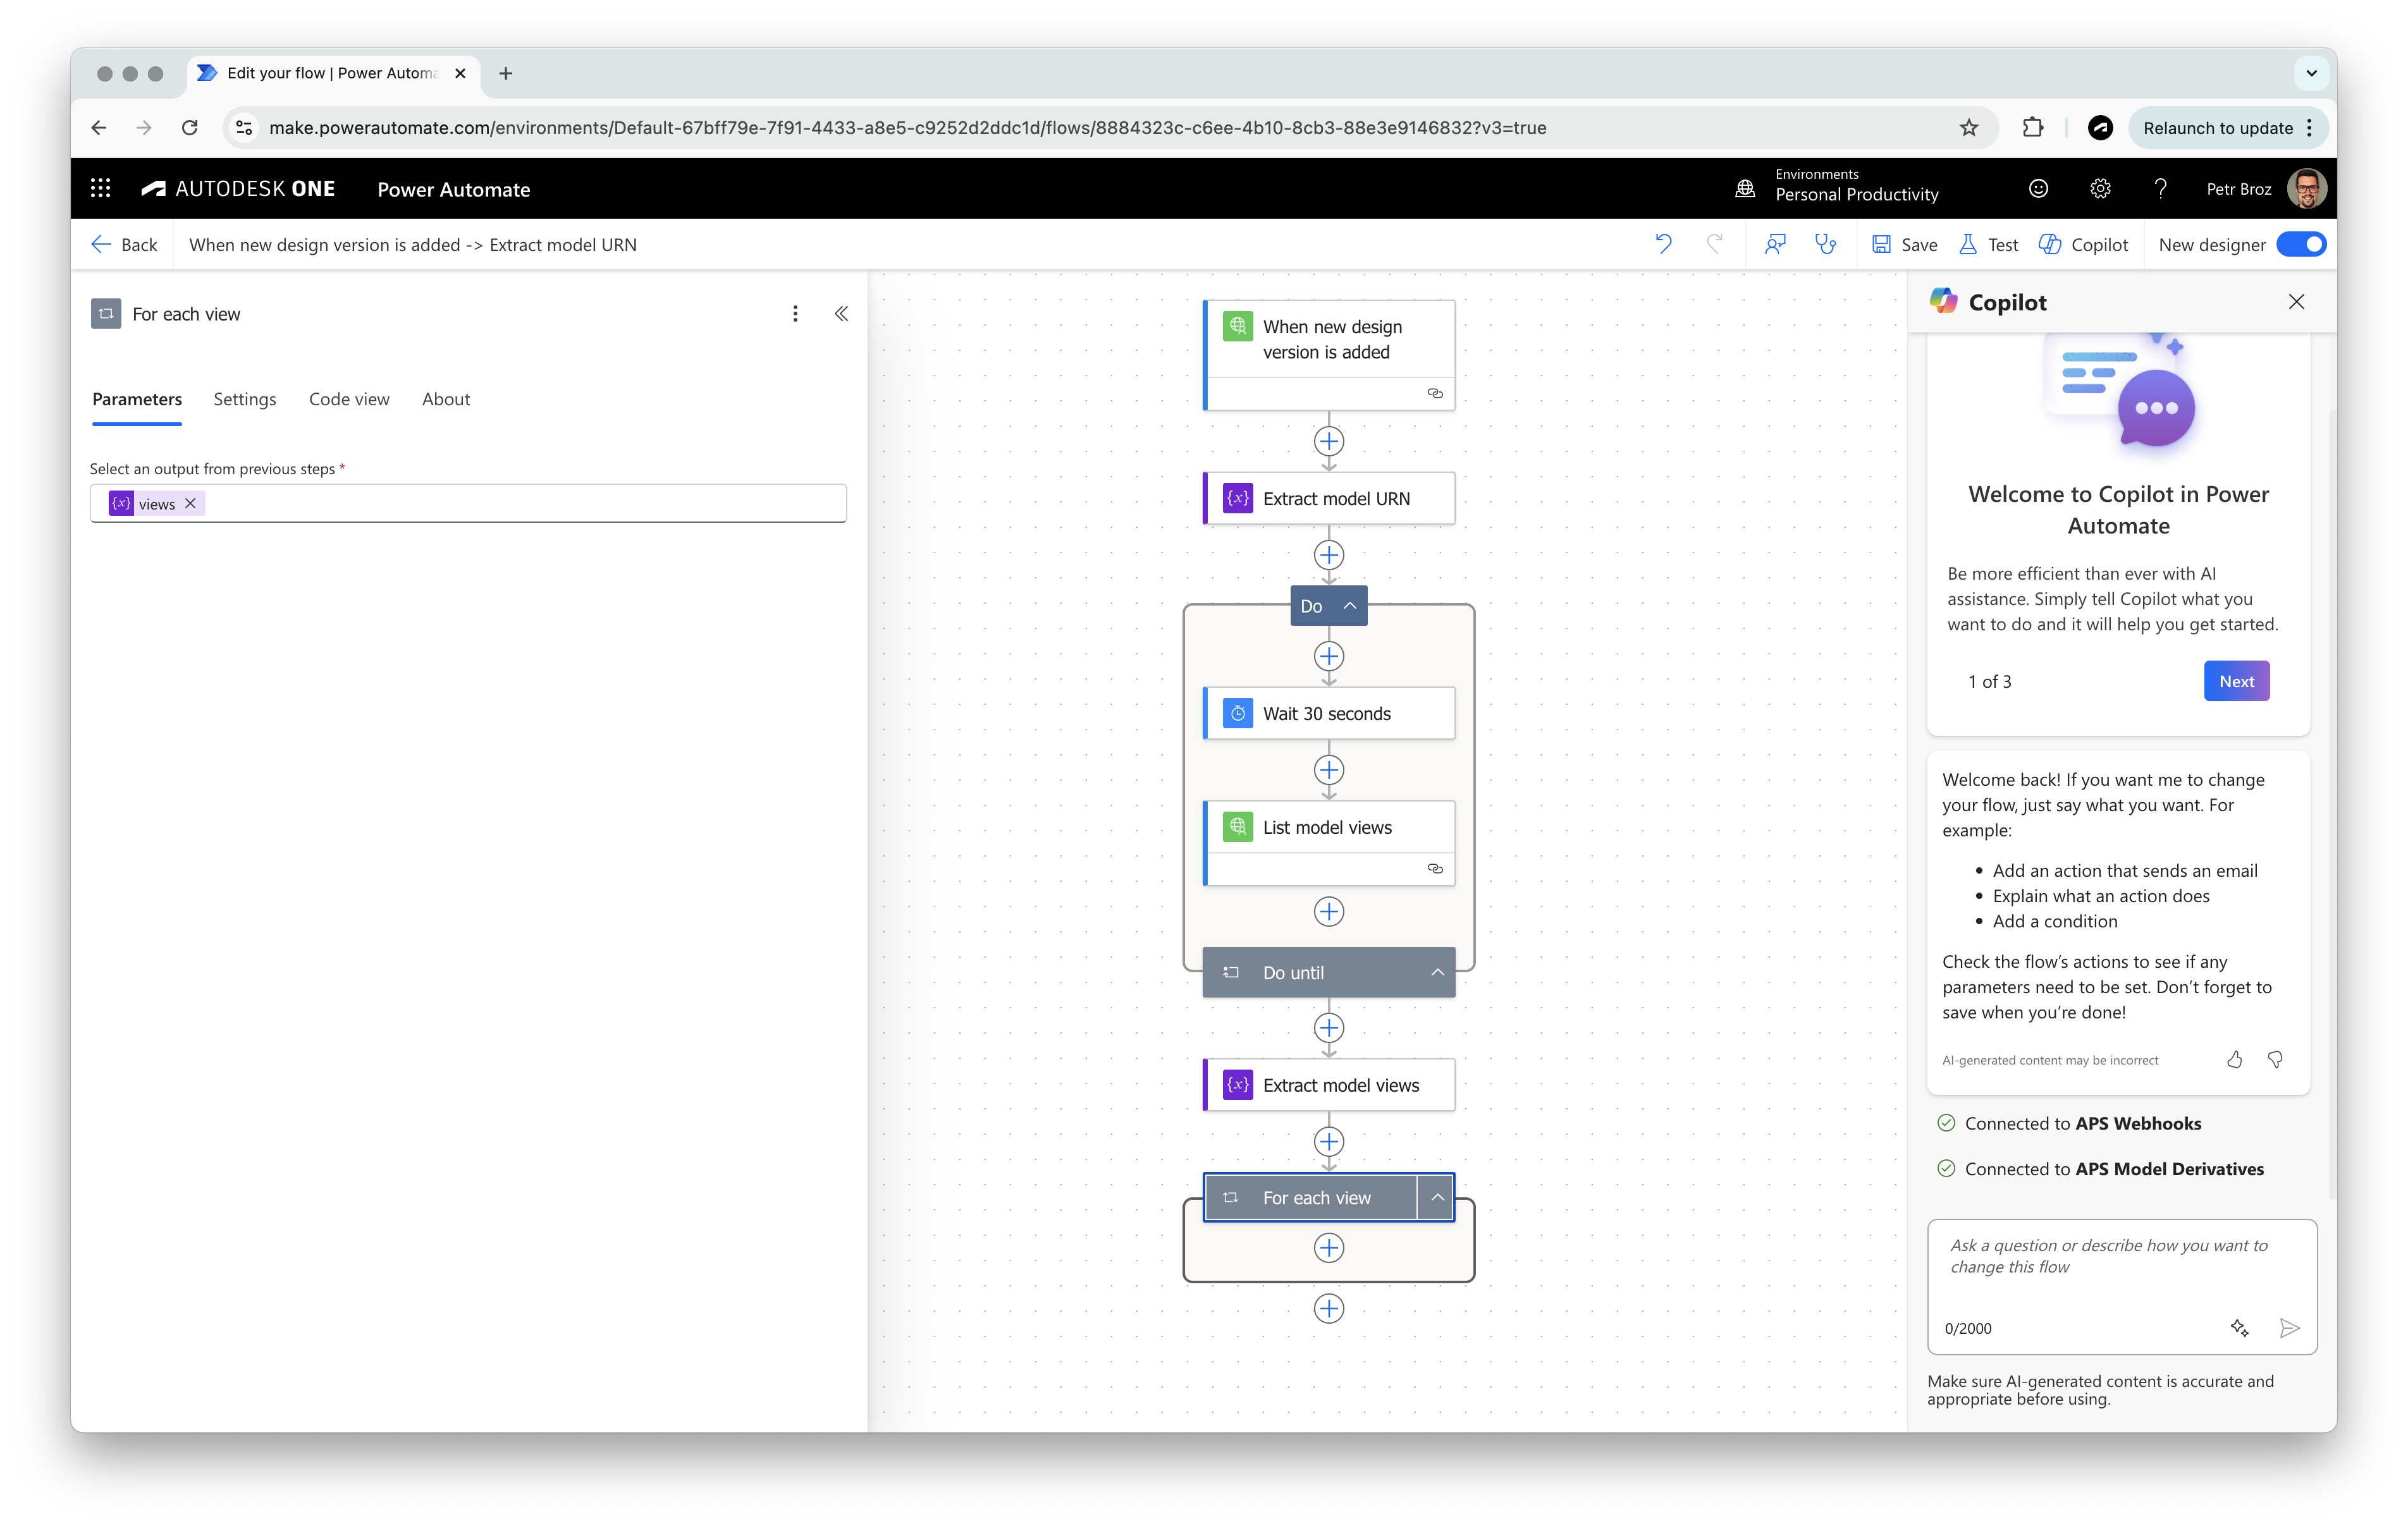 Edit your flow | Power Automa
make.powerautomate.com/environments/Default-67bff79e-7f91-4433-a8e5-c9252d2ddc1d/flows/8884323c-c6ee-4b10-8cb3-88e3e9146832?v3=true
Relaunch to update
AUTODESK ONE
Power Automate
Environments
Personal Productivity
Petr Broz
Back
When new design version is added -> Extract model URN
Save
Test
Copilot
New designer
For each view
Parameters
Settings
Code view
About
Select an output from previous steps *
{x} views
When new design
version is added
{x} Extract model URN
Do
Wait 30 seconds
List model views
Do until
{x} Extract model views
For each view
Copilot
Welcome to Copilot in Power
Automate
Be more efficient than ever with AI
assistance. Simply tell Copilot what you
want to do and it will help you get started.
1 of 3
Next
Welcome back! If you want me to change
your flow, just say what you want. For
example:
• Add an action that sends an email
• Explain what an action does
• Add a condition
Check the flow’s actions to see if any
parameters need to be set. Don’t forget to
save when you’re done!
AI-generated content may be incorrect
Connected to APS Webhooks
Connected to APS Model Derivatives
Ask a question or describe how you want to
change this flow
0/2000
Make sure AI-generated content is accurate and
appropriate before using.